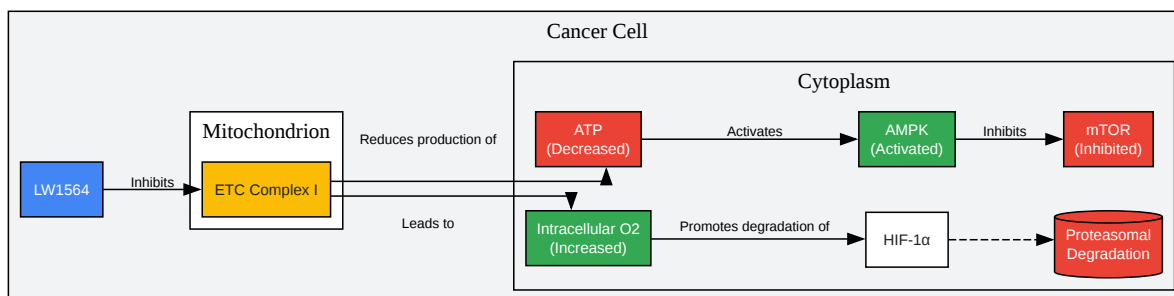 Cancer Cell
Cytoplasm
Mitochondrion
Reduces production of
ATP
(Decreased)
Activates
AMPK
(Activated)
Inhibits
mTOR
(Inhibited)
LW1564
Inhibits
ETC Complex I
Leads to
Intracellular O2
(Increased)
Promotes degradation of
HIF-1α
Proteasomal
Degradation